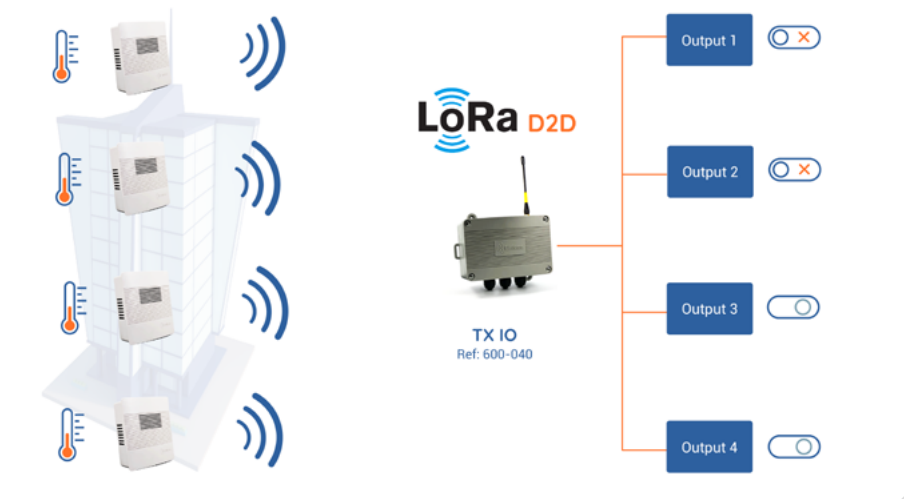 LoRa D2D
TX IO
Ref: 600-040
Output 1
Output 2
Output 3
Output 4